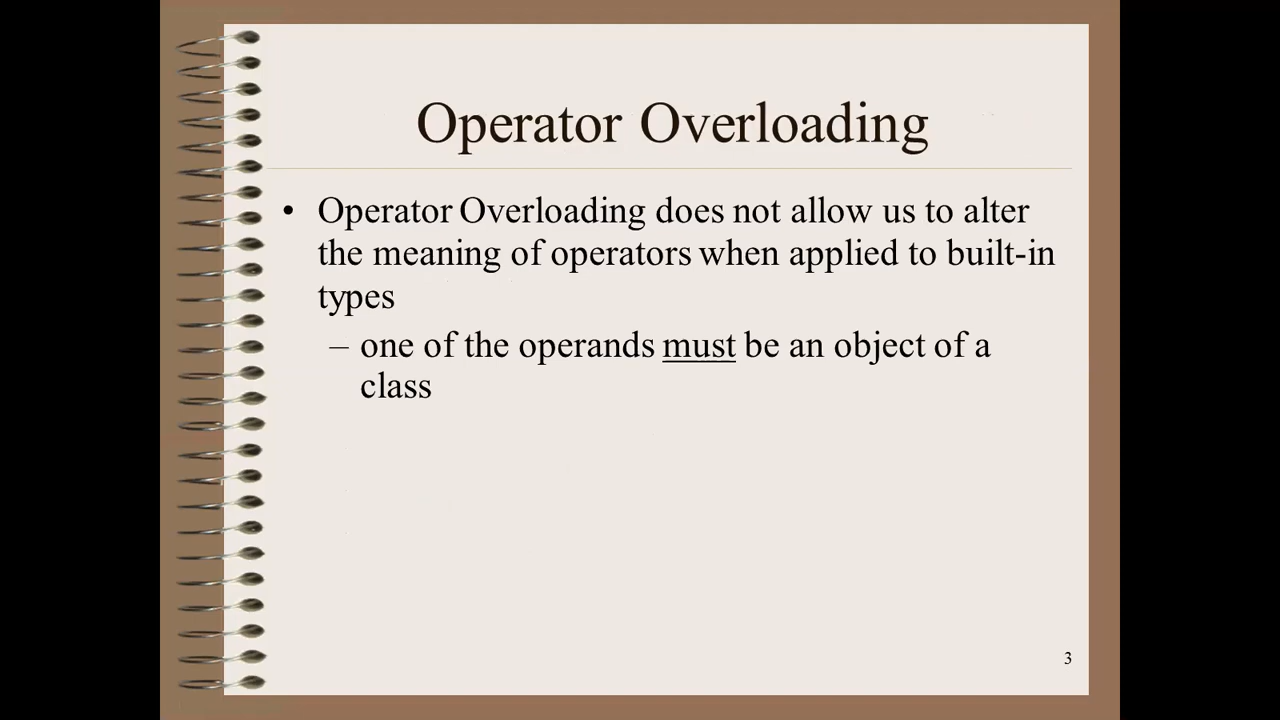 Operator Overloading
• Operator Overloading does not allow us to alter
the meaning of operators when applied to built-in
types
– one of the operands must be an object of a
class
3